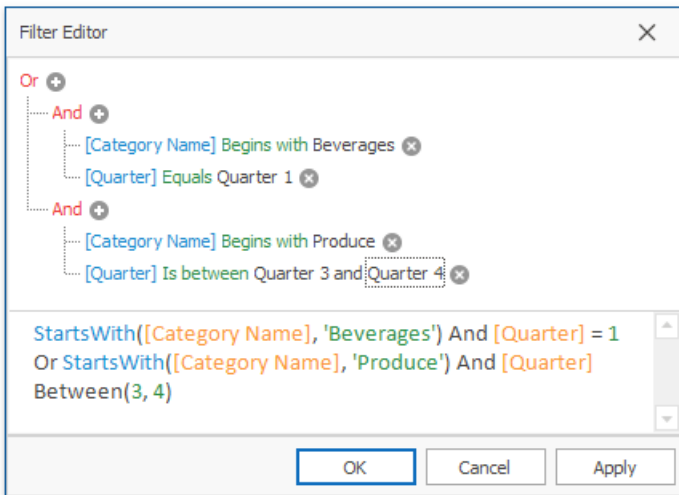 Filter Editor
Or
And
[Category Name] Begins with Beverages
[Quarter] Equals Quarter 1
And
[Category Name] Begins with Produce
[Quarter] Is between Quarter 3 and Quarter 4
StartsWith([Category Name], 'Beverages') And [Quarter] = 1
Or StartsWith([Category Name], 'Produce') And [Quarter]
Between(3, 4)
OK Cancel Apply